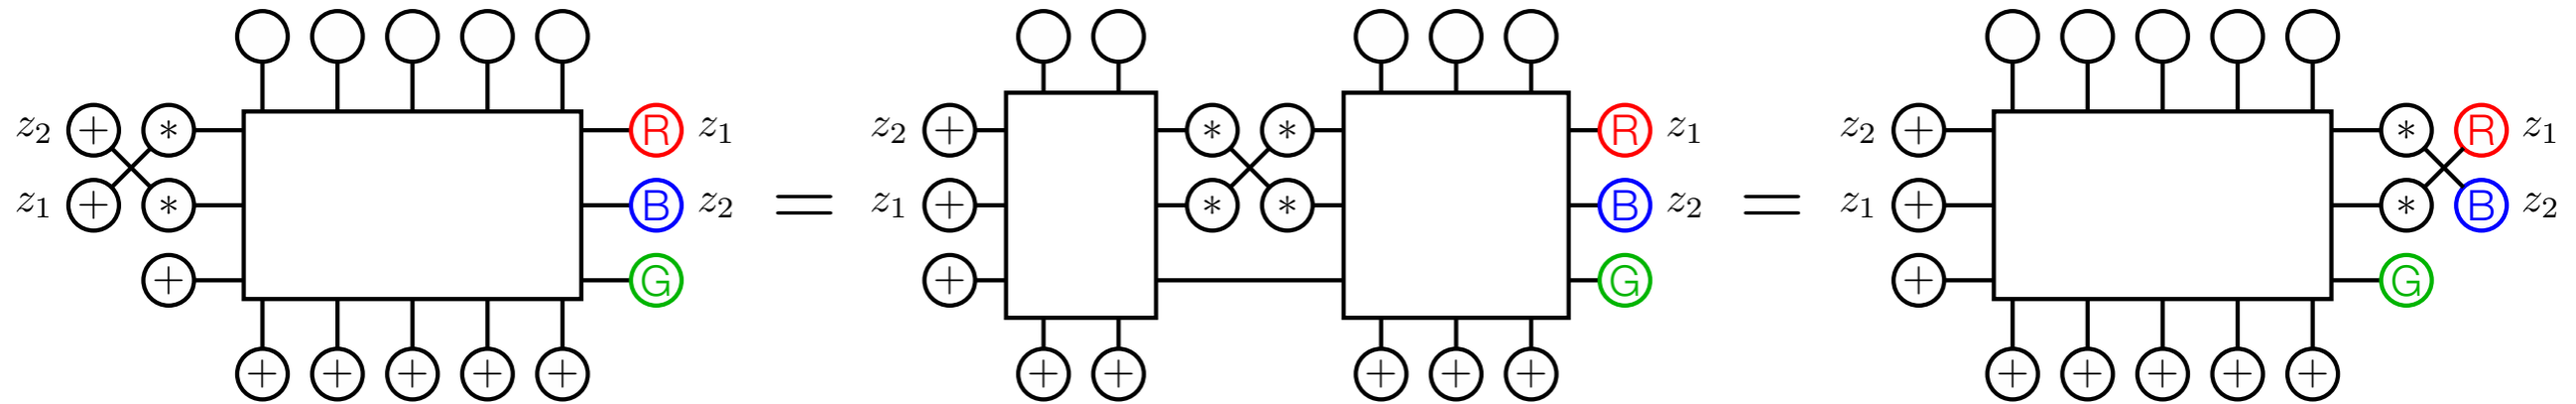 z₂ + * R z₁ z₂ + * * R z₁ z₂ + * R z₁
z₁ + * B z₂ = z₁ + * * B z₂ = z₁ + * B z₂
+ G + G + G
+ + + + + + + + + + + + + + +